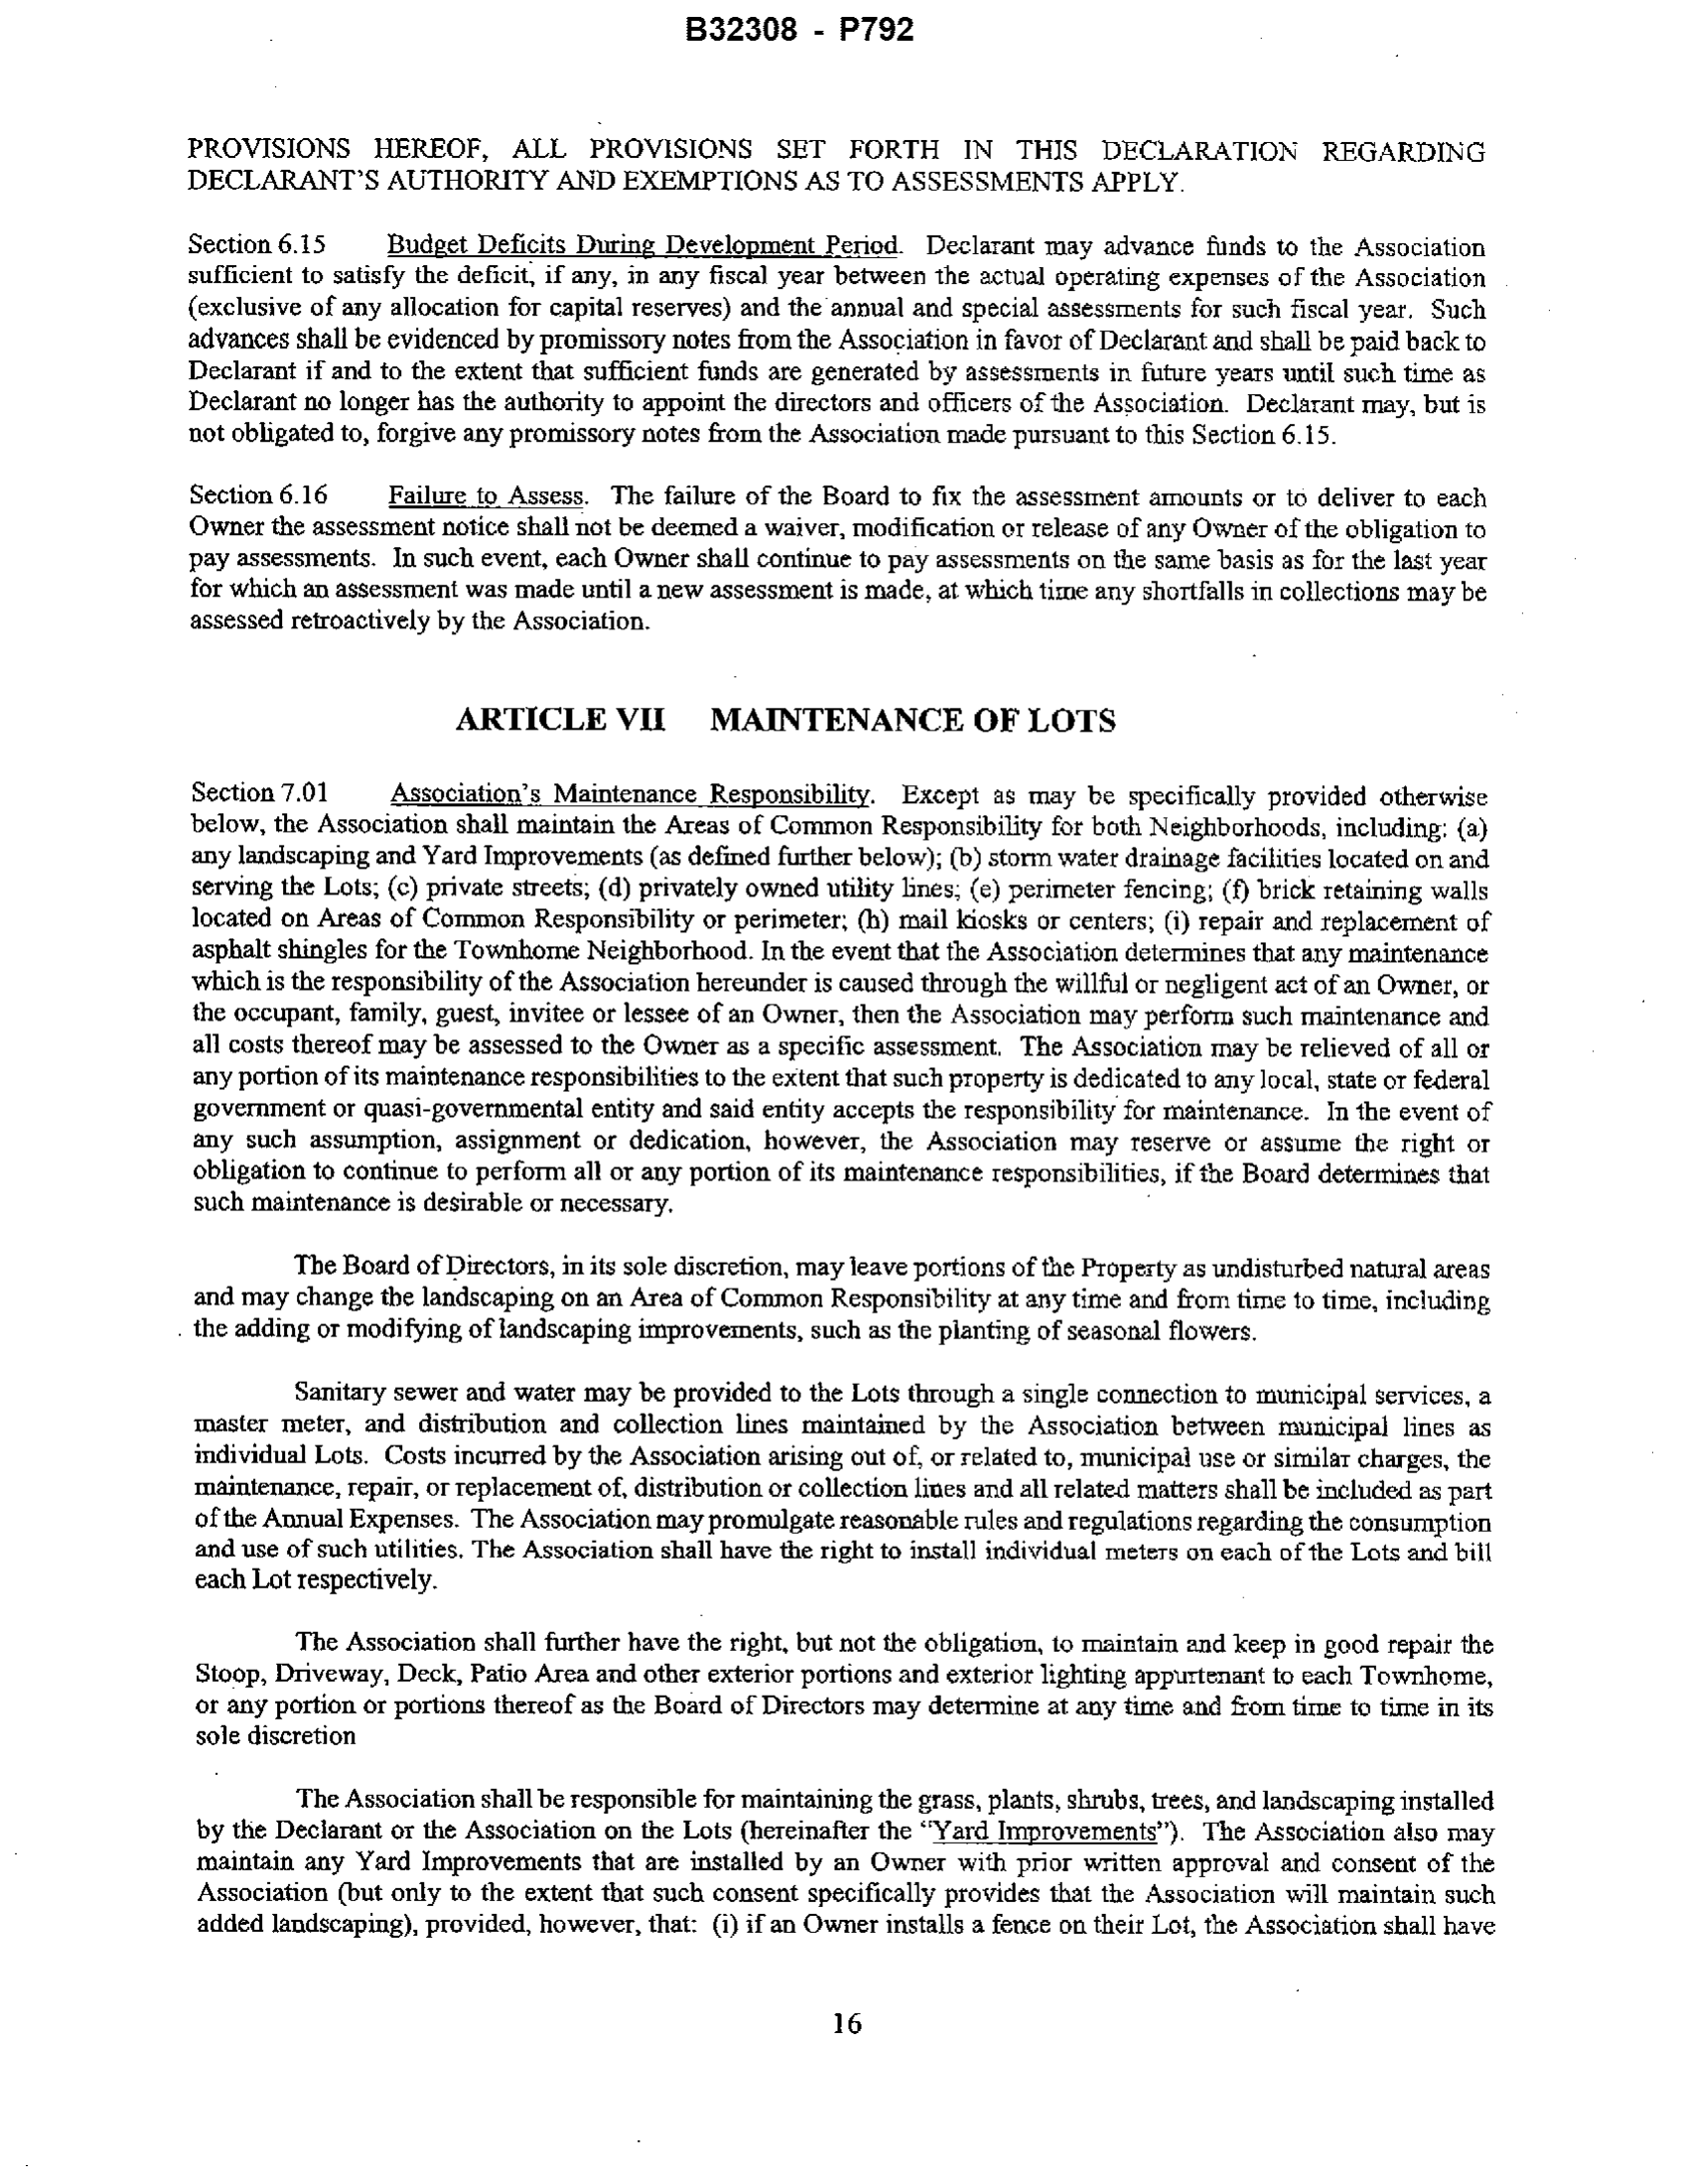 B32308 - P792
PROVISIONS HEREOF, ALL PROVISIONS SET FORTH IN THIS DECLARATION REGARDING
DECLARANT'S AUTHORITY AND EXEMPTIONS AS TO ASSESSMENTS APPLY.
Section 6.15 Budget Deficits During Development Period. Declarant may advance funds to the Association
sufficient to satisfy the deficit, if any, in any fiscal year between the actual operating expenses of the Association
(exclusive of any allocation for capital reserves) and the annual and special assessments for such fiscal year. Such
advances shall be evidenced by promissory notes from the Association in favor of Declarant and shall be paid back to
Declarant if and to the extent that sufficient funds are generated by assessments in future years until such time as
Declarant no longer has the authority to appoint the directors and officers of the Association. Declarant may, but is
not obligated to, forgive any promissory notes from the Association made pursuant to this Section 6.15.
Section 6.16 Failure to Assess. The failure of the Board to fix the assessment amounts or to deliver to each
Owner the assessment notice shall not be deemed a waiver, modification or release of any Owner of the obligation to
pay assessments. In such event, each Owner shall continue to pay assessments on the same basis as for the last year
for which an assessment was made until a new assessment is made, at which time any shortfalls in collections may be
assessed retroactively by the Association.
ARTICLE VII MAINTENANCE OF LOTS
Section 7.01 Association's Maintenance Responsibility. Except as may be specifically provided otherwise
below, the Association shall maintain the Areas of Common Responsibility for both Neighborhoods, including: (a)
any landscaping and Yard Improvements (as defined further below); (b) storm water drainage facilities located on and
serving the Lots; (c) private streets; (d) privately owned utility lines; (e) perimeter fencing; (f) brick retaining walls
located on Areas of Common Responsibility or perimeter; (h) mail kiosks or centers; (i) repair and replacement of
asphalt shingles for the Townhome Neighborhood. In the event that the Association determines that any maintenance
which is the responsibility of the Association hereunder is caused through the willful or negligent act of an Owner, or
the occupant, family, guest, invitee or lessee of an Owner, then the Association may perform such maintenance and
all costs thereof may be assessed to the Owner as a specific assessment. The Association may be relieved of all or
any portion of its maintenance responsibilities to the extent that such property is dedicated to any local, state or federal
government or quasi-governmental entity and said entity accepts the responsibility for maintenance. In the event of
any such assumption, assignment or dedication, however, the Association may reserve or assume the right or
obligation to continue to perform all or any portion of its maintenance responsibilities, if the Board determines that
such maintenance is desirable or necessary.
The Board of Directors, in its sole discretion, may leave portions of the Property as undisturbed natural areas
and may change the landscaping on an Area of Common Responsibility at any time and from time to time, including
the adding or modifying of landscaping improvements, such as the planting of seasonal flowers.
Sanitary sewer and water may be provided to the Lots through a single connection to municipal services, a
master meter, and distribution and collection lines maintained by the Association between municipal lines as
individual Lots. Costs incurred by the Association arising out of, or related to, municipal use or similar charges, the
maintenance, repair, or replacement of, distribution or collection lines and all related matters shall be included as part
of the Annual Expenses. The Association may promulgate reasonable rules and regulations regarding the consumption
and use of such utilities. The Association shall have the right to install individual meters on each of the Lots and bill
each Lot respectively.
The Association shall further have the right, but not the obligation, to maintain and keep in good repair the
Stoop, Driveway, Deck, Patio Area and other exterior portions and exterior lighting appurtenant to each Townhome,
or any portion or portions thereof as the Board of Directors may determine at any time and from time to time in its
sole discretion
The Association shall be responsible for maintaining the grass, plants, shrubs, trees, and landscaping installed
by the Declarant or the Association on the Lots (hereinafter the "Yard Improvements"). The Association also may
maintain any Yard Improvements that are installed by an Owner with prior written approval and consent of the
Association (but only to the extent that such consent specifically provides that the Association will maintain such
added landscaping), provided, however, that: (i) if an Owner installs a fence on their Lot, the Association shall have
16